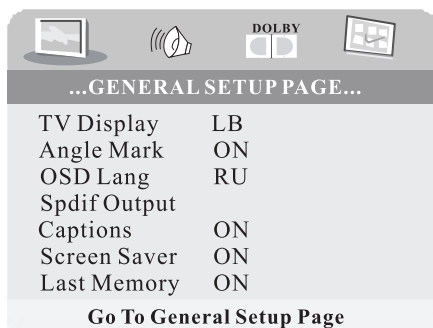 DOLBY
...GENERAL SETUP PAGE...
TV Display LB
Angle Mark ON
OSD Lang RU
Spdif Output
Captions ON
Screen Saver ON
Last Memory ON
Go To General Setup Page